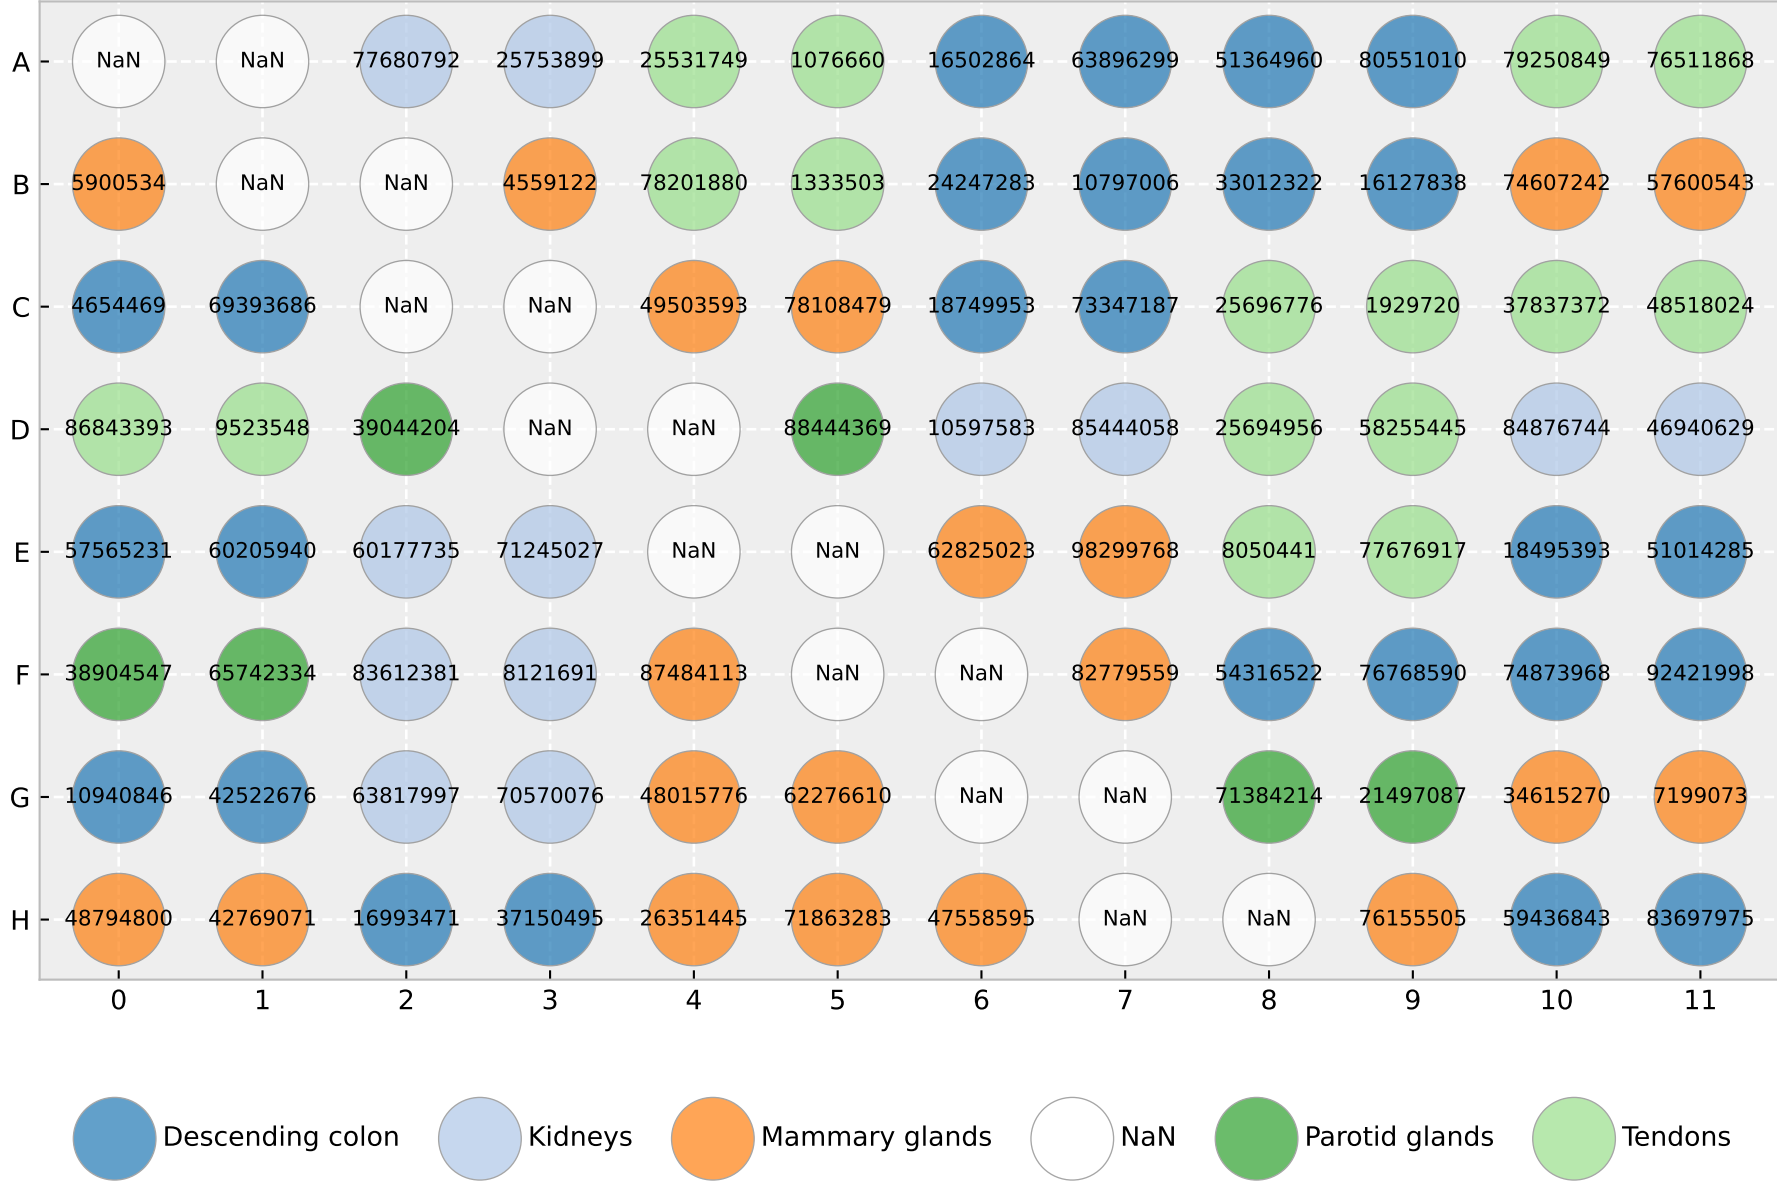 A NaN NaN 77680792 25753899 25531749 1076660 16502864 63896299 51364960 80551010 79250849 76511868
B 5900534 NaN NaN 4559122 78201880 1333503 24247283 10797006 33012322 16127838 74607242 57600543
C 4654469 69393686 NaN NaN 49503593 78108479 18749953 73347187 25696776 1929720 37837372 48518024
D 86843393 9523548 39044204 NaN NaN 88444369 10597583 85444058 25694956 58255445 84876744 46940629
E 57565231 60205940 60177735 71245027 NaN NaN 62825023 98299768 8050441 77676917 18495393 51014285
F 38904547 65742334 83612381 8121691 87484113 NaN NaN 82779559 54316522 76768590 74873968 92421998
G 10940846 42522676 63817997 70570076 48015776 62276610 NaN NaN 71384214 21497087 34615270 7199073
H 48794800 42769071 16993471 37150495 26351445 71863283 47558595 NaN NaN 76155505 59436843 83697975
0 1 2 3 4 5 6 7 8 9 10 11
Descending colon Kidneys Mammary glands NaN Parotid glands Tendons